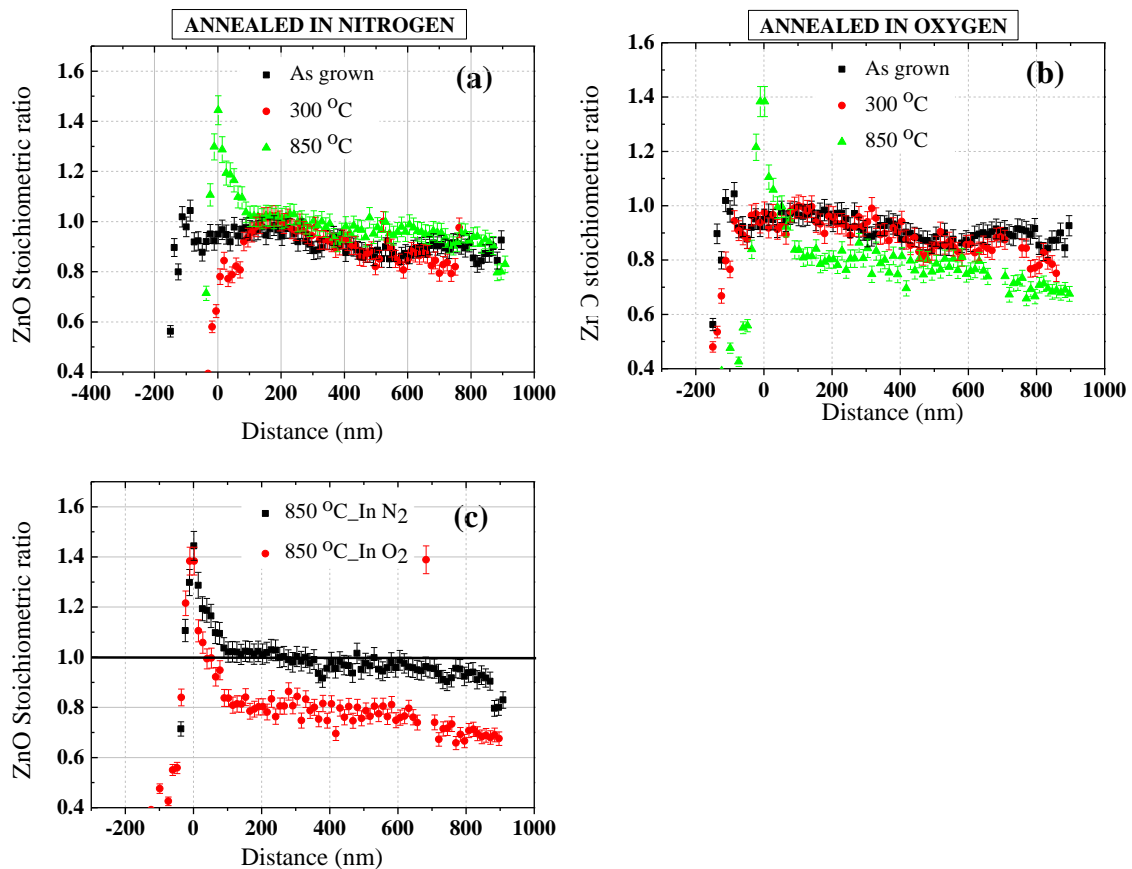 ANNEALED IN NITROGEN
(a)
As grown
300 °C
850 °C
ZnO Stoichiometric ratio
1.6
1.4
1.2
1.0
0.8
0.6
0.4
-400 -200 0 200 400 600 800 1000
Distance (nm)
ANNEALED IN OXYGEN
(b)
As grown
300 °C
850 °C
stoichiometric ratio
1.6
1.4
1.2
1.0
0.8
0.6
0.4
-200 0 200 400 600 800 1000
Distance (nm)
(c)
850 °C_In N2
850 °C_In O2
ZnO Stoichiometric ratio
1.6
1.4
1.2
1.0
0.8
0.6
0.4
-200 0 200 400 600 800 1000
Distance (nm)